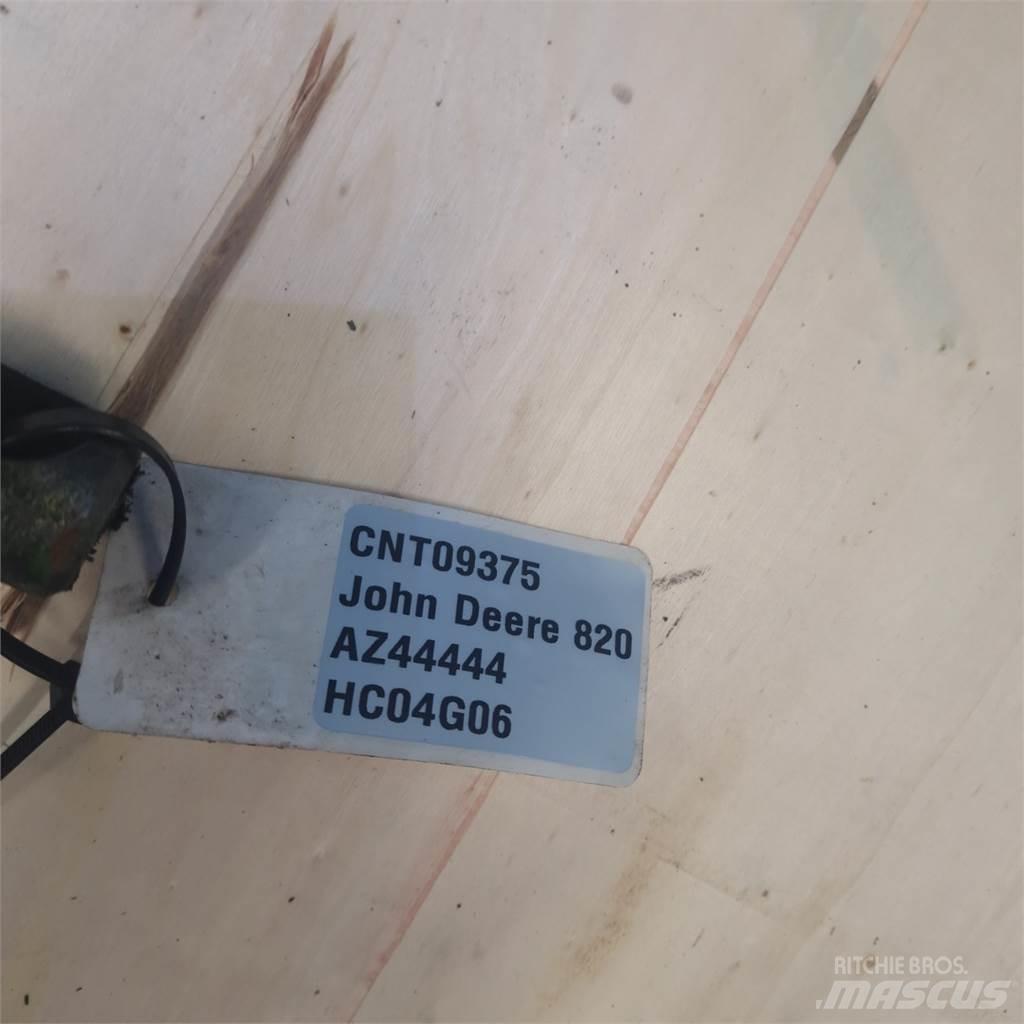 CNT09375
John Deere 820
AZ44444
HC04G06
RITCHIE BROS.
MASCUS